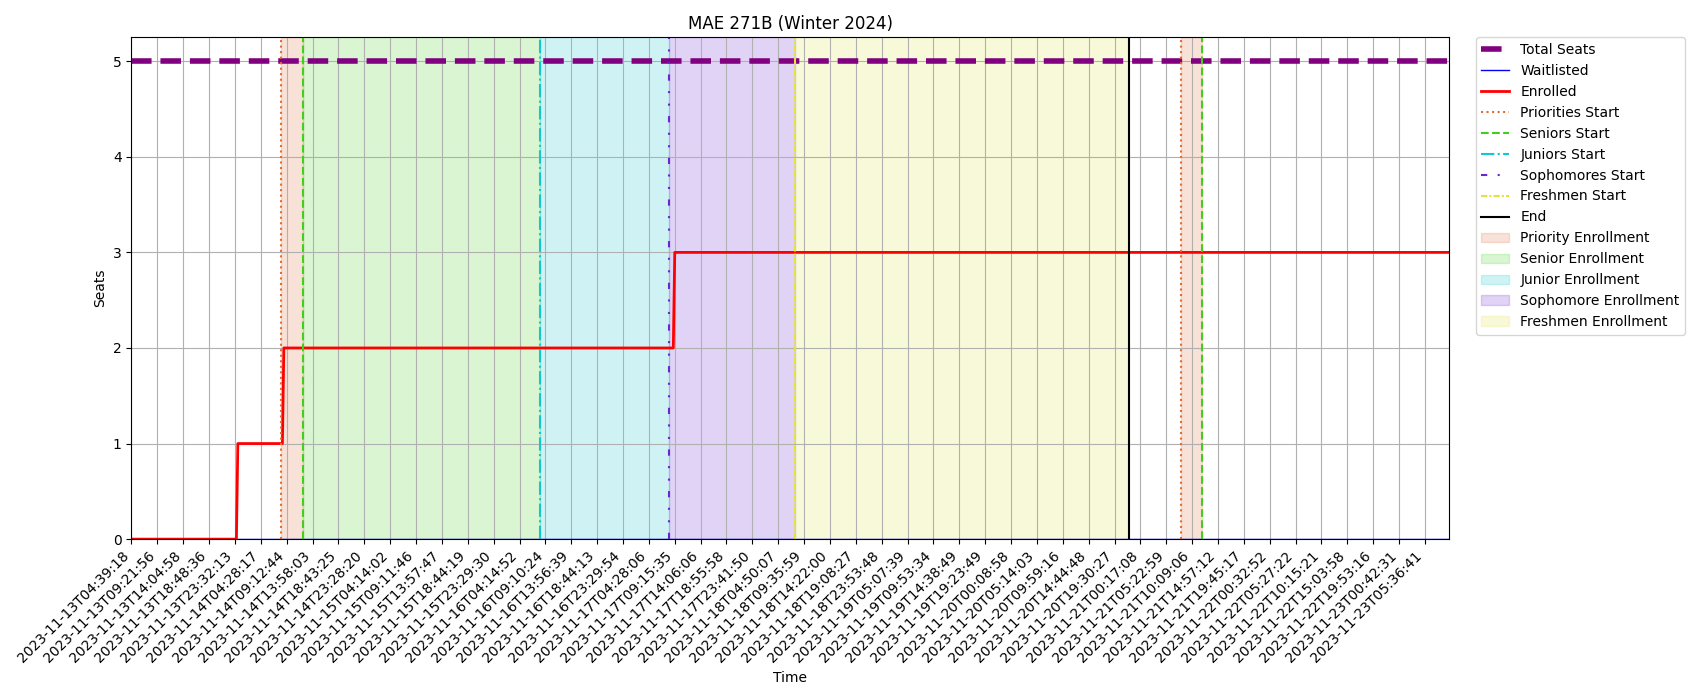 MAE 271B (Winter 2024)
Total Seats
Waitlisted
Enrolled
Priorities Start
Seniors Start
Juniors Start
Sophomores Start
Freshmen Start
End
Priority Enrollment
Senior Enrollment
Junior Enrollment
Sophomore Enrollment
Freshmen Enrollment
Seats
5
4
3
2
1
0
2023-11-13T04:39:18
2023-11-13T09:21:56
2023-11-13T14:04:58
2023-11-13T18:48:36
2023-11-13T23:32:13
2023-11-14T04:28:17
2023-11-14T09:12:44
2023-11-14T13:58:03
2023-11-14T18:43:25
2023-11-14T23:28:20
2023-11-15T04:14:02
2023-11-15T09:11:46
2023-11-15T13:57:47
2023-11-15T18:44:19
2023-11-15T23:29:30
2023-11-16T04:14:52
2023-11-16T09:10:24
2023-11-16T13:56:39
2023-11-16T18:44:13
2023-11-16T23:29:54
2023-11-17T04:28:06
2023-11-17T09:15:35
2023-11-17T14:06:06
2023-11-17T18:55:58
2023-11-17T23:41:50
2023-11-18T04:50:07
2023-11-18T09:35:59
2023-11-18T14:22:00
2023-11-18T19:08:27
2023-11-18T23:53:48
2023-11-19T05:07:39
2023-11-19T09:53:34
2023-11-19T14:38:49
2023-11-19T19:23:49
2023-11-20T00:08:58
2023-11-20T05:14:03
2023-11-20T09:59:16
2023-11-20T14:44:48
2023-11-20T19:30:27
2023-11-21T00:17:08
2023-11-21T05:22:59
2023-11-21T10:09:06
2023-11-21T14:57:12
2023-11-21T19:45:17
2023-11-22T00:32:52
2023-11-22T05:27:22
2023-11-22T10:15:21
2023-11-22T15:03:58
2023-11-22T19:53:16
2023-11-23T00:42:31
2023-11-23T05:36:41
Time